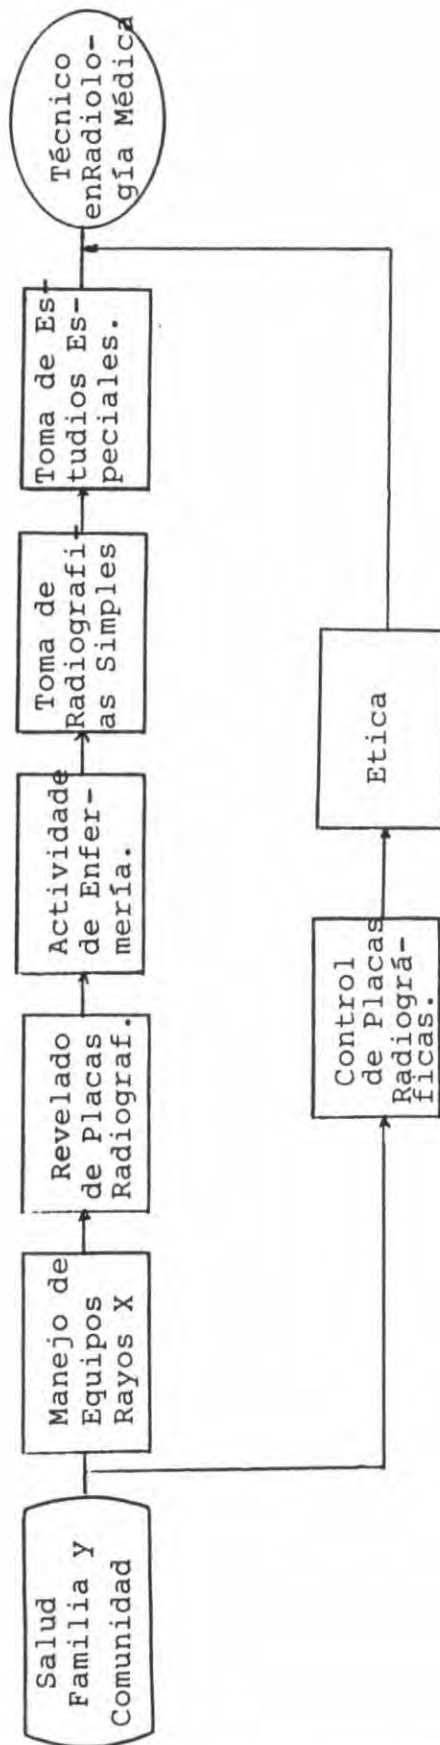 Salud
Familia y
Comunidad
Manejo de
Equipos
Rayos X
Revelado
de Placas
Radiograf.
Actividade
de Enfer-
mería.
Toma de
Radiografi-
as Simples
Toma de Es-
tudios Es-
peciales.
Técnico
enRadiolo-
gía Médica
Control
de Placas
Radiográ-
ficas.
Etica